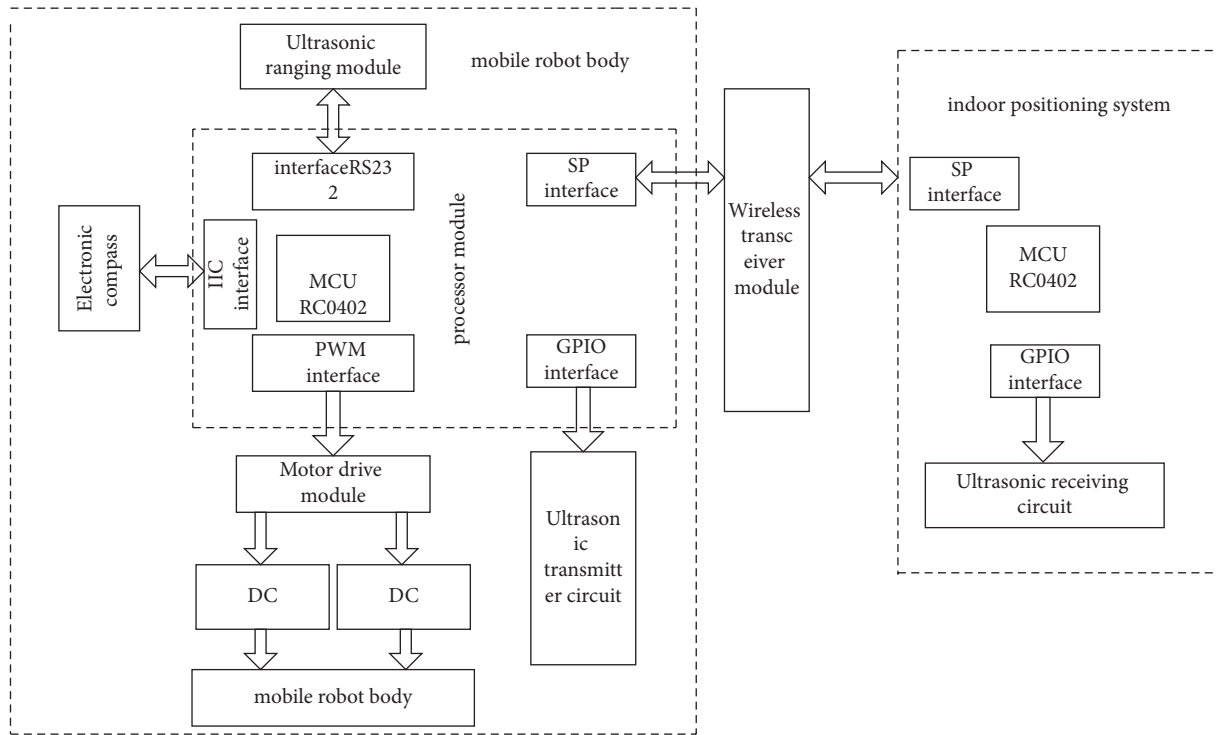 Ultrasonic
ranging module
mobile robot body
indoor positioning system
interfaceRS23
2
SP
interface
SP
interface
Wireless
transc
eiver
module
Electronic
compass
IIC
interface
MCU
RC0402
processor module
MCU
RC0402
PWM
interface
GPIO
interface
GPIO
interface
Motor drive
module
Ultrasonic receiving
circuit
Ultrason
ic
transmitt
er circuit
DC
DC
mobile robot body